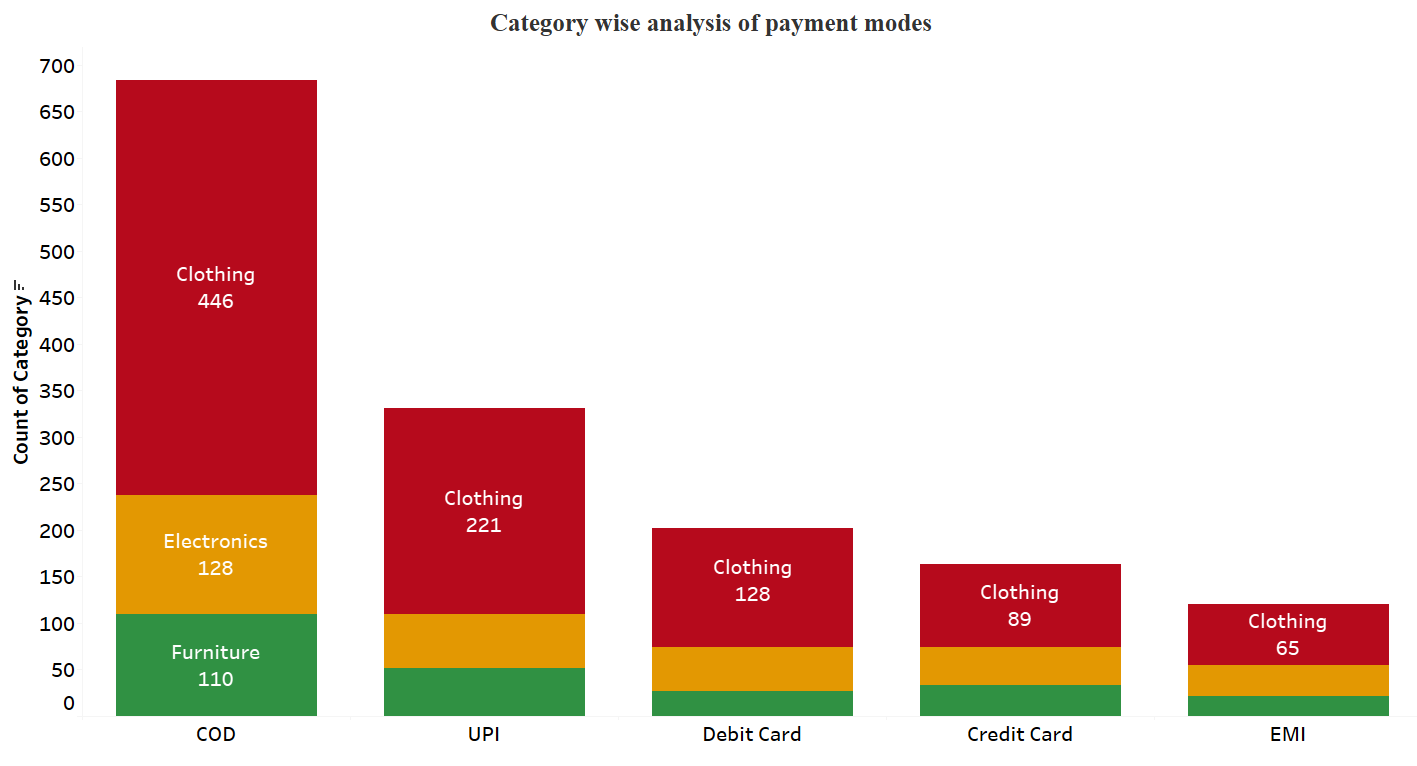 Category wise analysis of payment modes
700
650
600
550
500
450
400
350
300
250
200
150
100
50
0
Count of Category
Clothing
446
Electronics
128
Furniture
110
Clothing
221
Clothing
128
Clothing
89
Clothing
65
COD
UPI
Debit Card
Credit Card
EMI